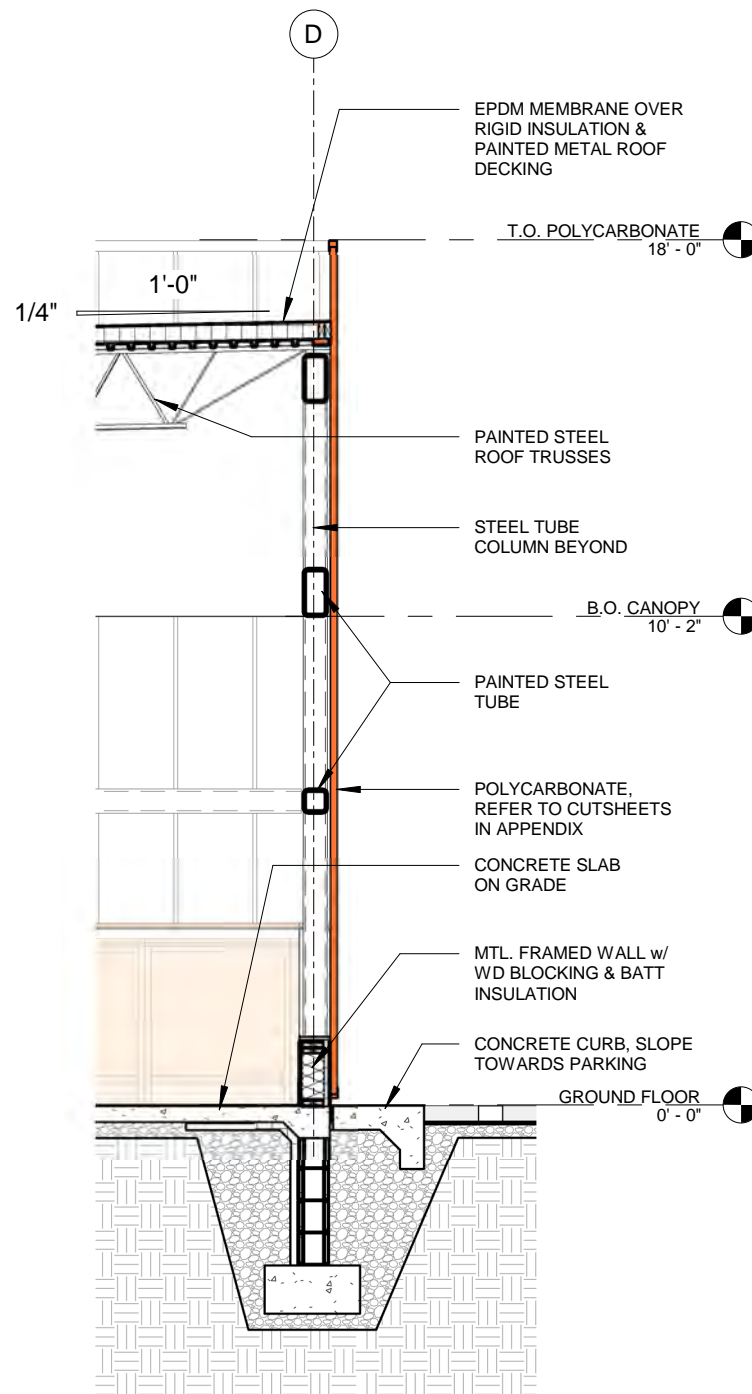 D
EPDM MEMBRANE OVER
RIGID INSULATION &
PAINTED METAL ROOF
DECKING
T.O. POLYCARBONATE
18' - 0"
1'-0"
1/4"
PAINTED STEEL
ROOF TRUSSES
STEEL TUBE
COLUMN BEYOND
B.O. CANOPY
10' - 2"
PAINTED STEEL
TUBE
POLYCARBONATE,
REFER TO CUTSHEETS
IN APPENDIX
CONCRETE SLAB
ON GRADE
MTL. FRAMED WALL w/
WD BLOCKING & BATT
INSULATION
CONCRETE CURB, SLOPE
TOWARDS PARKING
GROUND FLOOR
0' - 0"